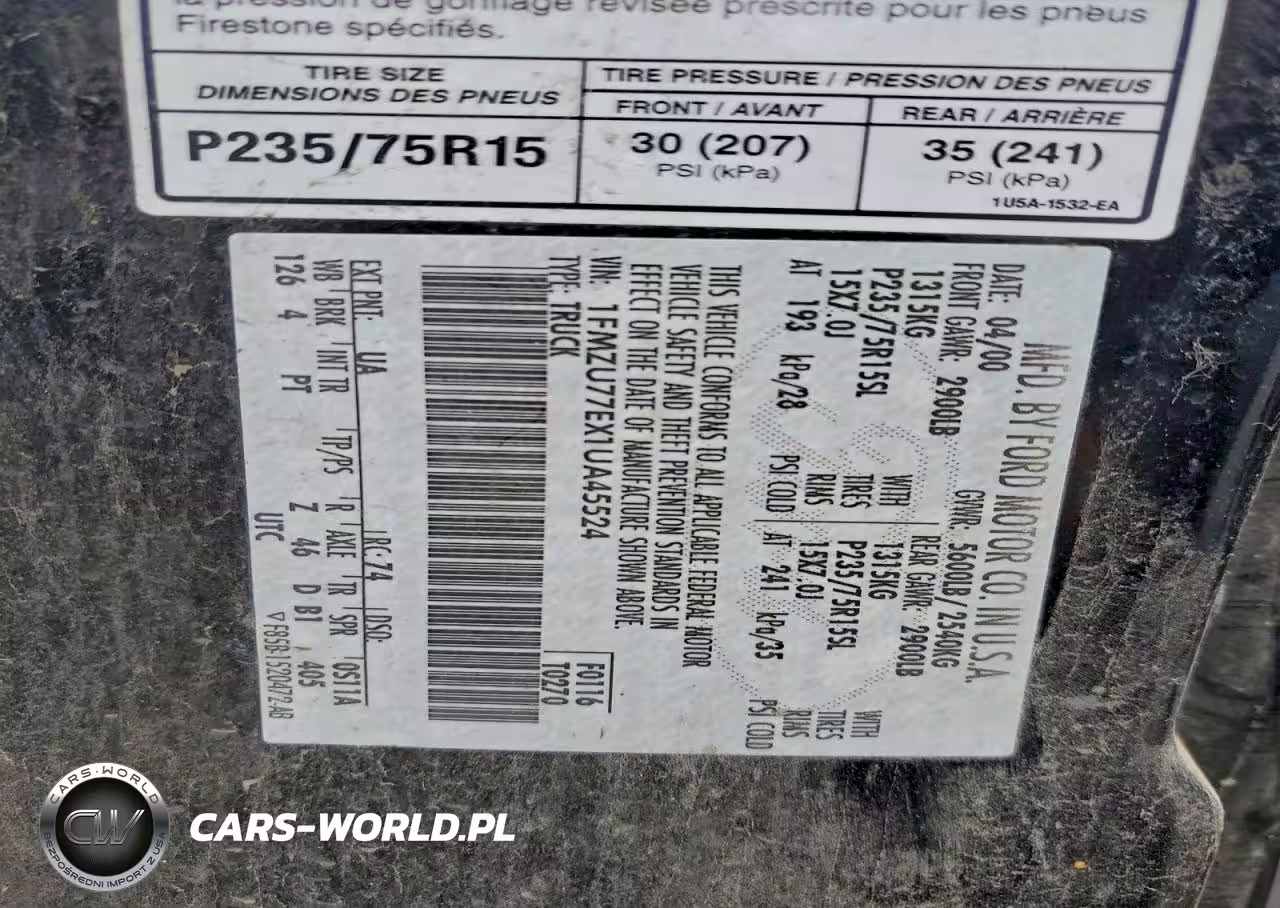 la pression de gonflage révisée prescrite pour les pneus
Firestone spécifiés.
TIRE SIZE
DIMENSIONS DES PNEUS
P235/75R15
TIRE PRESSURE / PRESSION DES PNEUS
FRONT / AVANT
30 (207)
PSI (kPa)
REAR / ARRIÈRE
35 (241)
PSI (kPa)
1U5A-1532-EA
MFD. BY FORD MOTOR CO. IN U.S.A.
DATE: 04/00 GVWR: 5600LB/ 2540KG
FRONT GAWR: 2900LB REAR GAWR: 2900LB
1315KG WITH 1315KG WITH
P235/75R15SL TIRES P235/75R15SL TIRES
15X7.0J RIMS 15X7.0J RIMS
AT 193 kPa/28 PSI COLD AT 241 kPa/35 PSI COLD
THIS VEHICLE CONFORMS TO ALL APPLICABLE FEDERAL MOTOR
VEHICLE SAFETY AND THEFT PREVENTION STANDARDS IN
EFFECT ON THE DATE OF MANUFACTURE SHOWN ABOVE.
VIN: 1FMZU77EX1UA45524 F0116
TYPE: TRUCK T0270
EXT PNT: UA RC: 74 DSO:
WB BRK INT TR TP/PS R AXLE TR SPR 0S11A
126 4 PT Z 46 D B1 405
UTC ▽ F85B-1520472-AB
CARS-WORLD
CW
BEZPOŚREDNI IMPORT Z USA
CARS-WORLD.PL